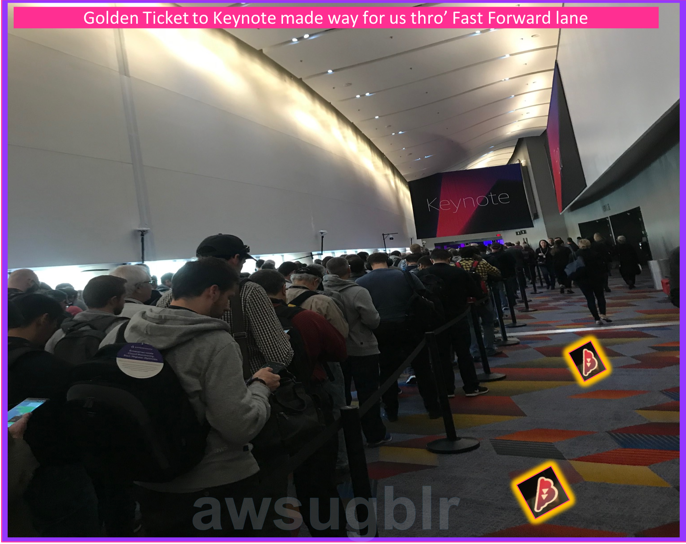 Golden Ticket to Keynote made way for us thro’ Fast Forward lane
Keynote
awsugblr